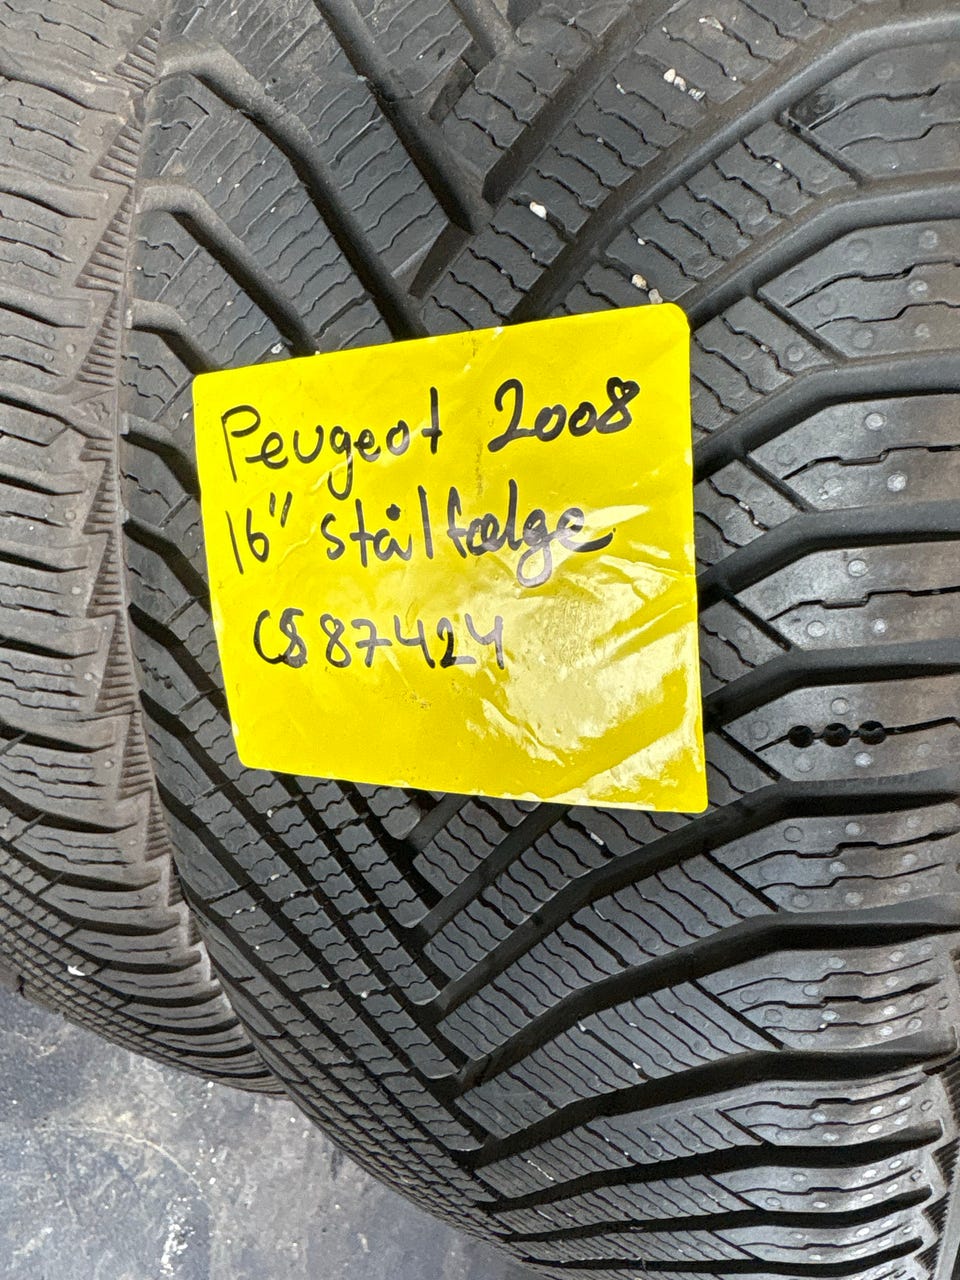 Peugeot 2008
16" stålfælge
CS87424